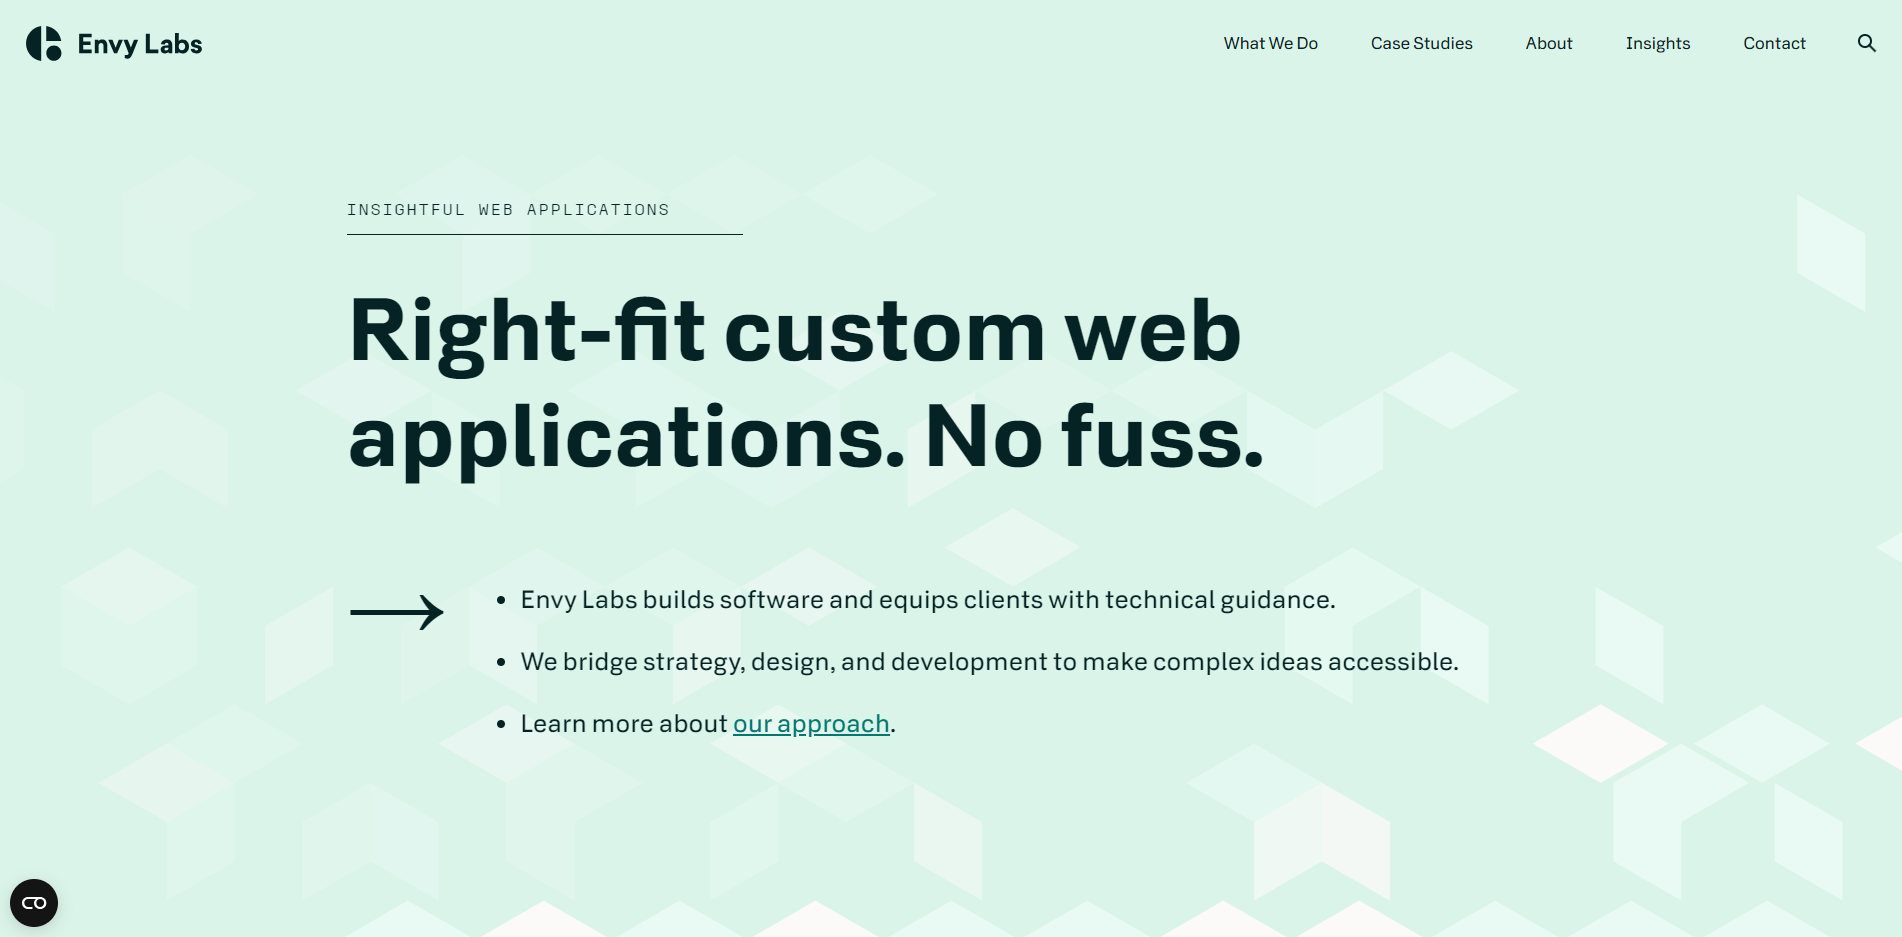 Envy Labs
What We Do
Case Studies
About
Insights
Contact
INSIGHTFUL WEB APPLICATIONS
Right-fit custom web
applications. No fuss.
• Envy Labs builds software and equips clients with technical guidance.
• We bridge strategy, design, and development to make complex ideas accessible.
• Learn more about our approach.